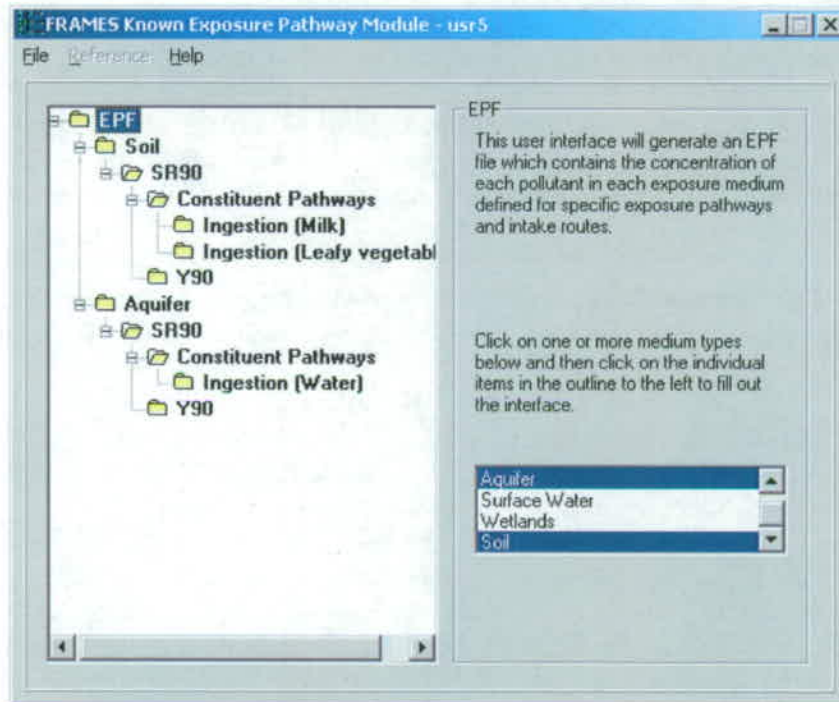 FRAMES Known Exposure Pathway Module - usr5
File Reference Help
EPF
Soil
SR90
Constituent Pathways
Ingestion (Milk)
Ingestion (Leafy vegetabl
Y90
Aquifer
SR90
Constituent Pathways
Ingestion (Water)
Y90
EPF
This user interface will generate an EPF
file which contains the concentration of
each pollutant in each exposure medium
defined for specific exposure pathways
and intake routes.
Click on one or more medium types
below and then click on the individual
items in the outline to the left to fill out
the interface.
Aquifer
Surface Water
Wetlands
Soil